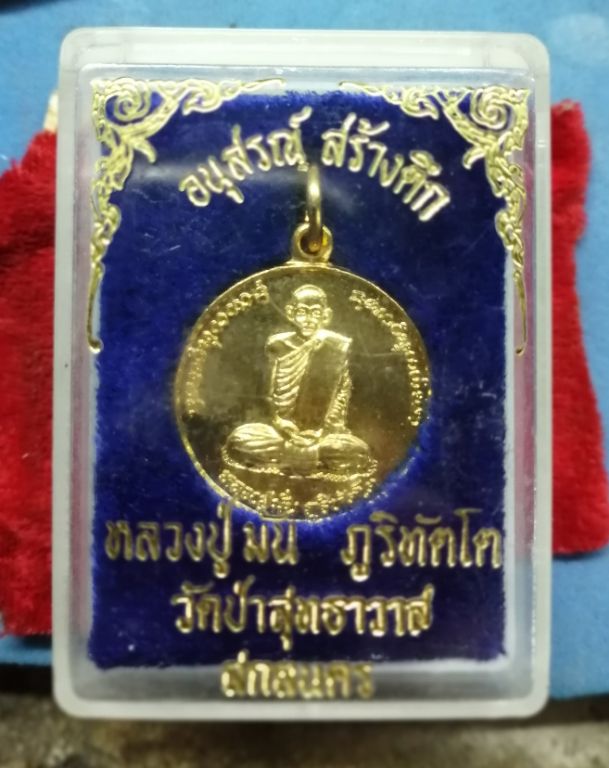 อนุสรณ์ สร้างตึก
หลวงปู่ มั่น ภูริทัตโต
วัดป่าสุทธาวาส
สกลนคร